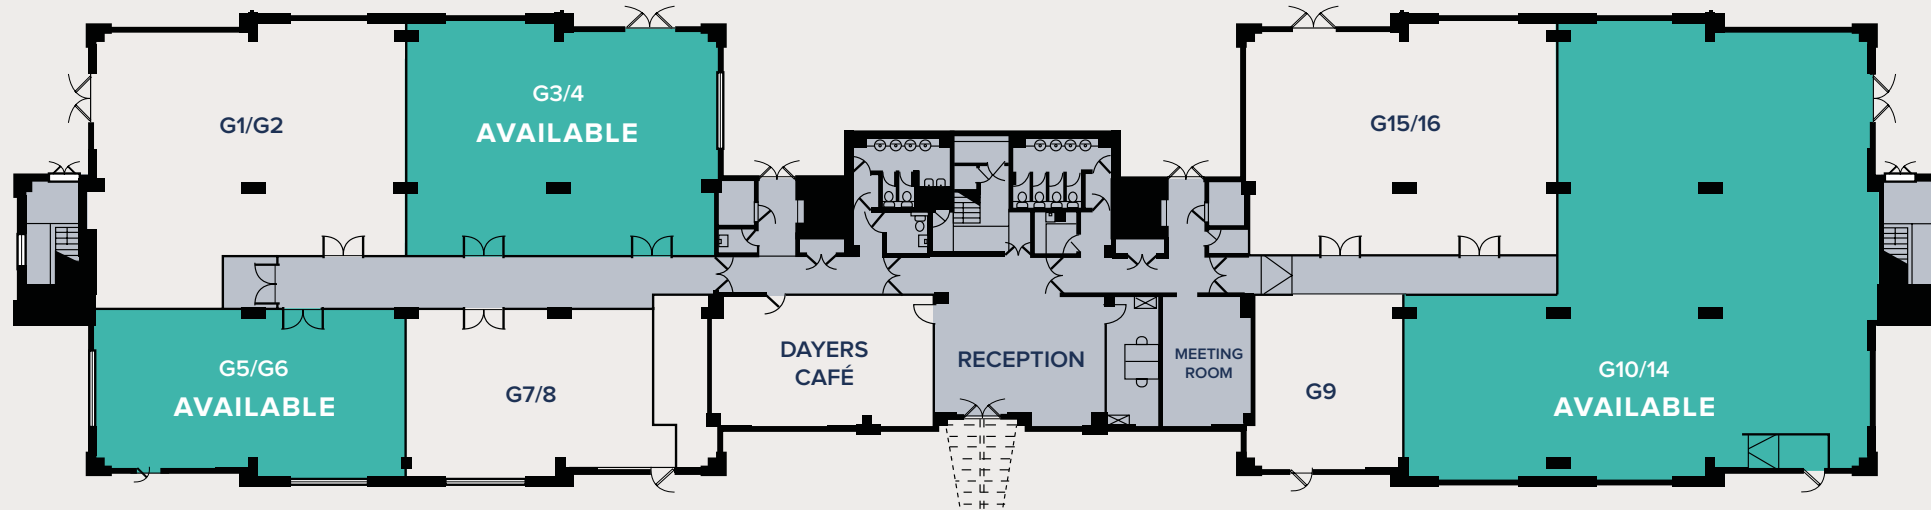 G1/G2
G3/4
AVAILABLE
G15/16
G5/G6
AVAILABLE
G7/8
DAYERS
CAFÉ
RECEPTION
MEETING
ROOM
G9
G10/14
AVAILABLE